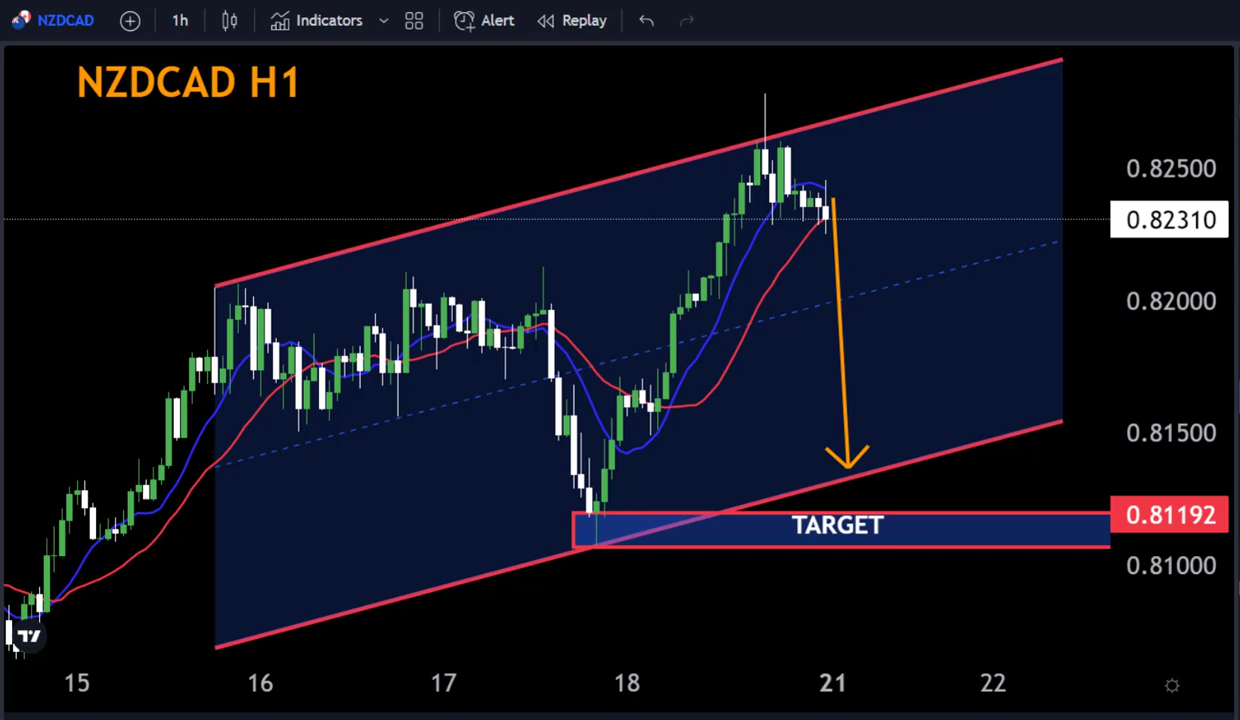 NZDCAD 1h Indicators Alert Replay
NZDCAD H1
0.82500
0.82310
0.82000
0.81500
0.81192
TARGET
0.81000
15 16 17 18 21 22